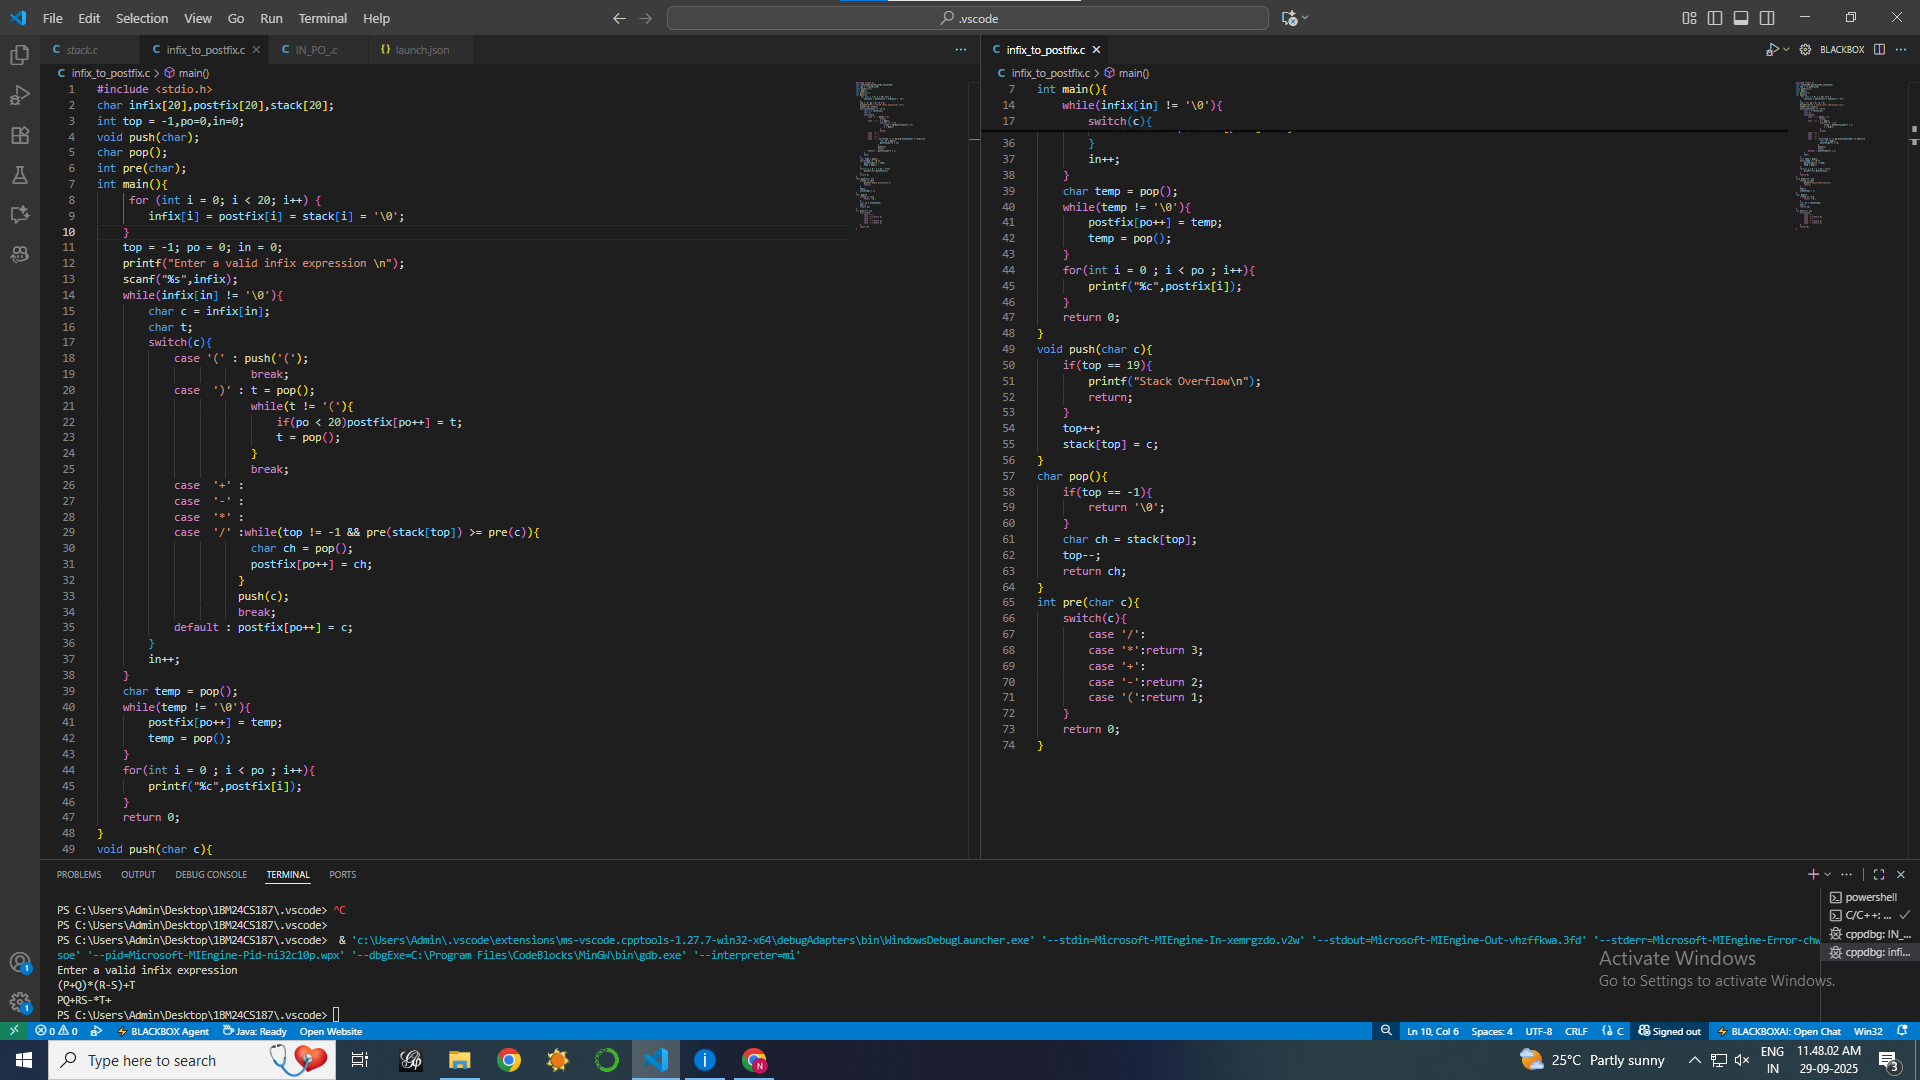 File Edit Selection View Go Run Terminal Help
.vscode
stack.c
infix_to_postfix.c
IN_PO_.c
launch.json
infix_to_postfix.c > main()
1 #include <stdio.h>
2 char infix[20],postfix[20],stack[20];
3 int top = -1,po=0,in=0;
4 void push(char);
5 char pop();
6 int pre(char);
7 int main(){
8 for (int i = 0; i < 20; i++) {
9 infix[i] = postfix[i] = stack[i] = '\0';
10 }
11 top = -1; po = 0; in = 0;
12 printf("Enter a valid infix expression \n");
13 scanf("%s",infix);
14 while(infix[in] != '\0'){
15 char c = infix[in];
16 char t;
17 switch(c){
18 case '(' : push('(');
19 break;
20 case ')' : t = pop();
21 while(t != '('){
22 if(po < 20)postfix[po++] = t;
23 t = pop();
24 }
25 break;
26 case '+' :
27 case '-' :
28 case '*' :
29 case '/' :while(top != -1 && pre(stack[top]) >= pre(c)){
30 char ch = pop();
31 postfix[po++] = ch;
32 }
33 push(c);
34 break;
35 default : postfix[po++] = c;
36 }
37 in++;
38 }
39 char temp = pop();
40 while(temp != '\0'){
41 postfix[po++] = temp;
42 temp = pop();
43 }
44 for(int i = 0 ; i < po ; i++){
45 printf("%c",postfix[i]);
46 }
47 return 0;
48 }
49 void push(char c){
infix_to_postfix.c
BLACKBOX
infix_to_postfix.c > main()
7 int main(){
14 while(infix[in] != '\0'){
17 switch(c){
36 }
37 in++;
38 }
39 char temp = pop();
40 while(temp != '\0'){
41 postfix[po++] = temp;
42 temp = pop();
43 }
44 for(int i = 0 ; i < po ; i++){
45 printf("%c",postfix[i]);
46 }
47 return 0;
48 }
49 void push(char c){
50 if(top == 19){
51 printf("Stack Overflow\n");
52 return;
53 }
54 top++;
55 stack[top] = c;
56 }
57 char pop(){
58 if(top == -1){
59 return '\0';
60 }
61 char ch = stack[top];
62 top--;
63 return ch;
64 }
65 int pre(char c){
66 switch(c){
67 case '/':
68 case '*':return 3;
69 case '+':
70 case '-':return 2;
71 case '(':return 1;
72 }
73 return 0;
74 }
PROBLEMS OUTPUT DEBUG CONSOLE TERMINAL PORTS
PS C:\Users\Admin\Desktop\1BM24CS187\.vscode> ^C
PS C:\Users\Admin\Desktop\1BM24CS187\.vscode>
PS C:\Users\Admin\Desktop\1BM24CS187\.vscode> & 'c:\Users\Admin\.vscode\extensions\ms-vscode.cpptools-1.27.7-win32-x64\debugAdapters\bin\WindowsDebugLauncher.exe' '--stdin=Microsoft-MIEngine-In-xemrgzdo.v2w' '--stdout=Microsoft-MIEngine-Out-vhzffkwa.3fd' '--stderr=Microsoft-MIEngine-Error-chw
soe' '--pid=Microsoft-MIEngine-Pid-ni32c10p.wpx' '--dbgExe=C:\Program Files\CodeBlocks\MinGW\bin\gdb.exe' '--interpreter=mi'
Enter a valid infix expression
(P+Q)*(R-S)+T
PQ+RS-*T+
PS C:\Users\Admin\Desktop\1BM24CS187\.vscode>
powershell
C/C++: ...
cppdbg: IN_...
cppdbg: infi...
Activate Windows
Go to Settings to activate Windows.
0 0 BLACKBOX Agent Java: Ready Open Website
Ln 10, Col 6 Spaces: 4 UTF-8 CRLF C Signed out BLACKBOXAI: Open Chat Win32
Type here to search
25°C Partly sunny
ENG
IN
11.48.02 AM
29-09-2025
3